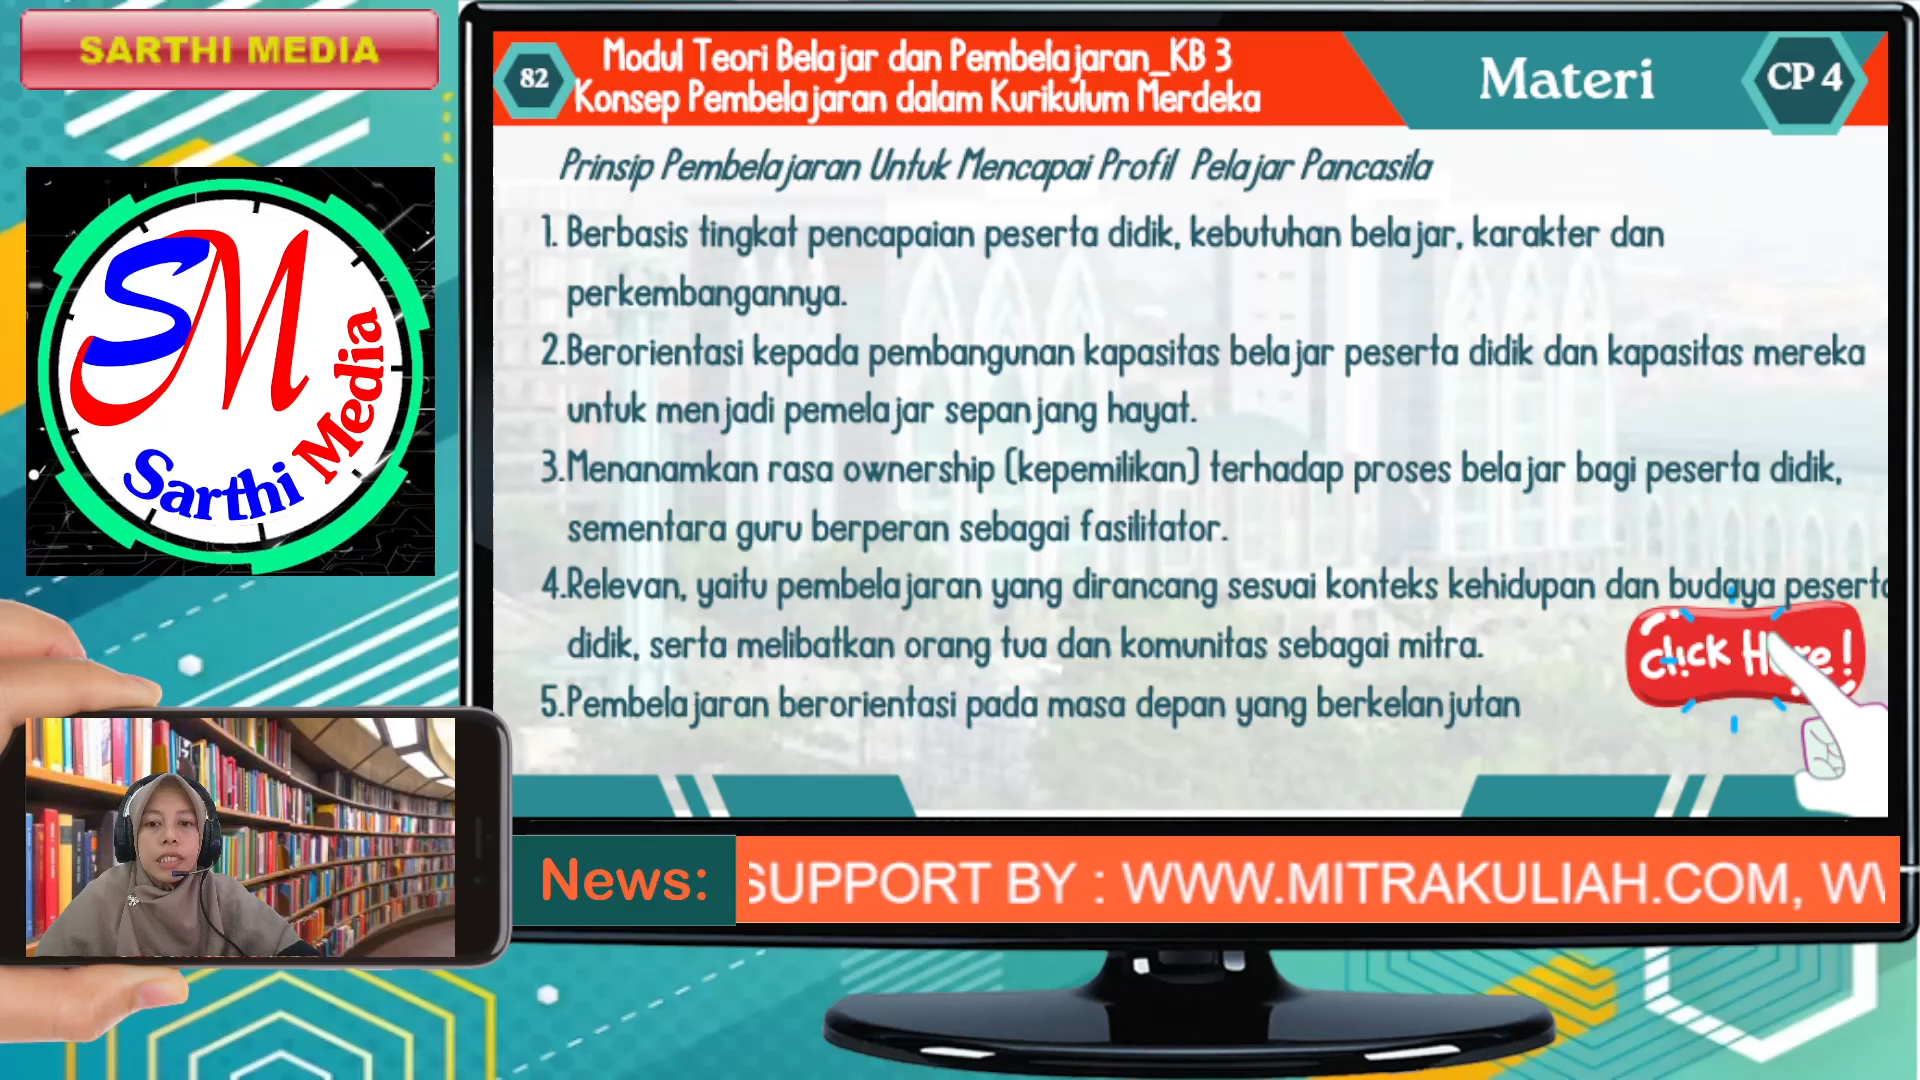 SARTHI MEDIA
SM
Sarthi Media
82
Modul Teori Belajar dan Pembelajaran_KB 3
Konsep Pembelajaran dalam Kurikulum Merdeka
Materi
CP 4
Prinsip Pembelajaran Untuk Mencapai Profil Pelajar Pancasila
1. Berbasis tingkat pencapaian peserta didik, kebutuhan belajar, karakter dan
perkembangannya.
2.Berorientasi kepada pembangunan kapasitas belajar peserta didik dan kapasitas mereka
untuk menjadi pemelajar sepanjang hayat.
3.Menanamkan rasa ownership (kepemilikan) terhadap proses belajar bagi peserta didik,
sementara guru berperan sebagai fasilitator.
4.Relevan, yaitu pembelajaran yang dirancang sesuai konteks kehidupan dan budaya peserta
didik, serta melibatkan orang tua dan komunitas sebagai mitra.
5.Pembelajaran berorientasi pada masa depan yang berkelanjutan
Click Here!
News:
SUPPORT BY : WWW.MITRAKULIAH.COM,